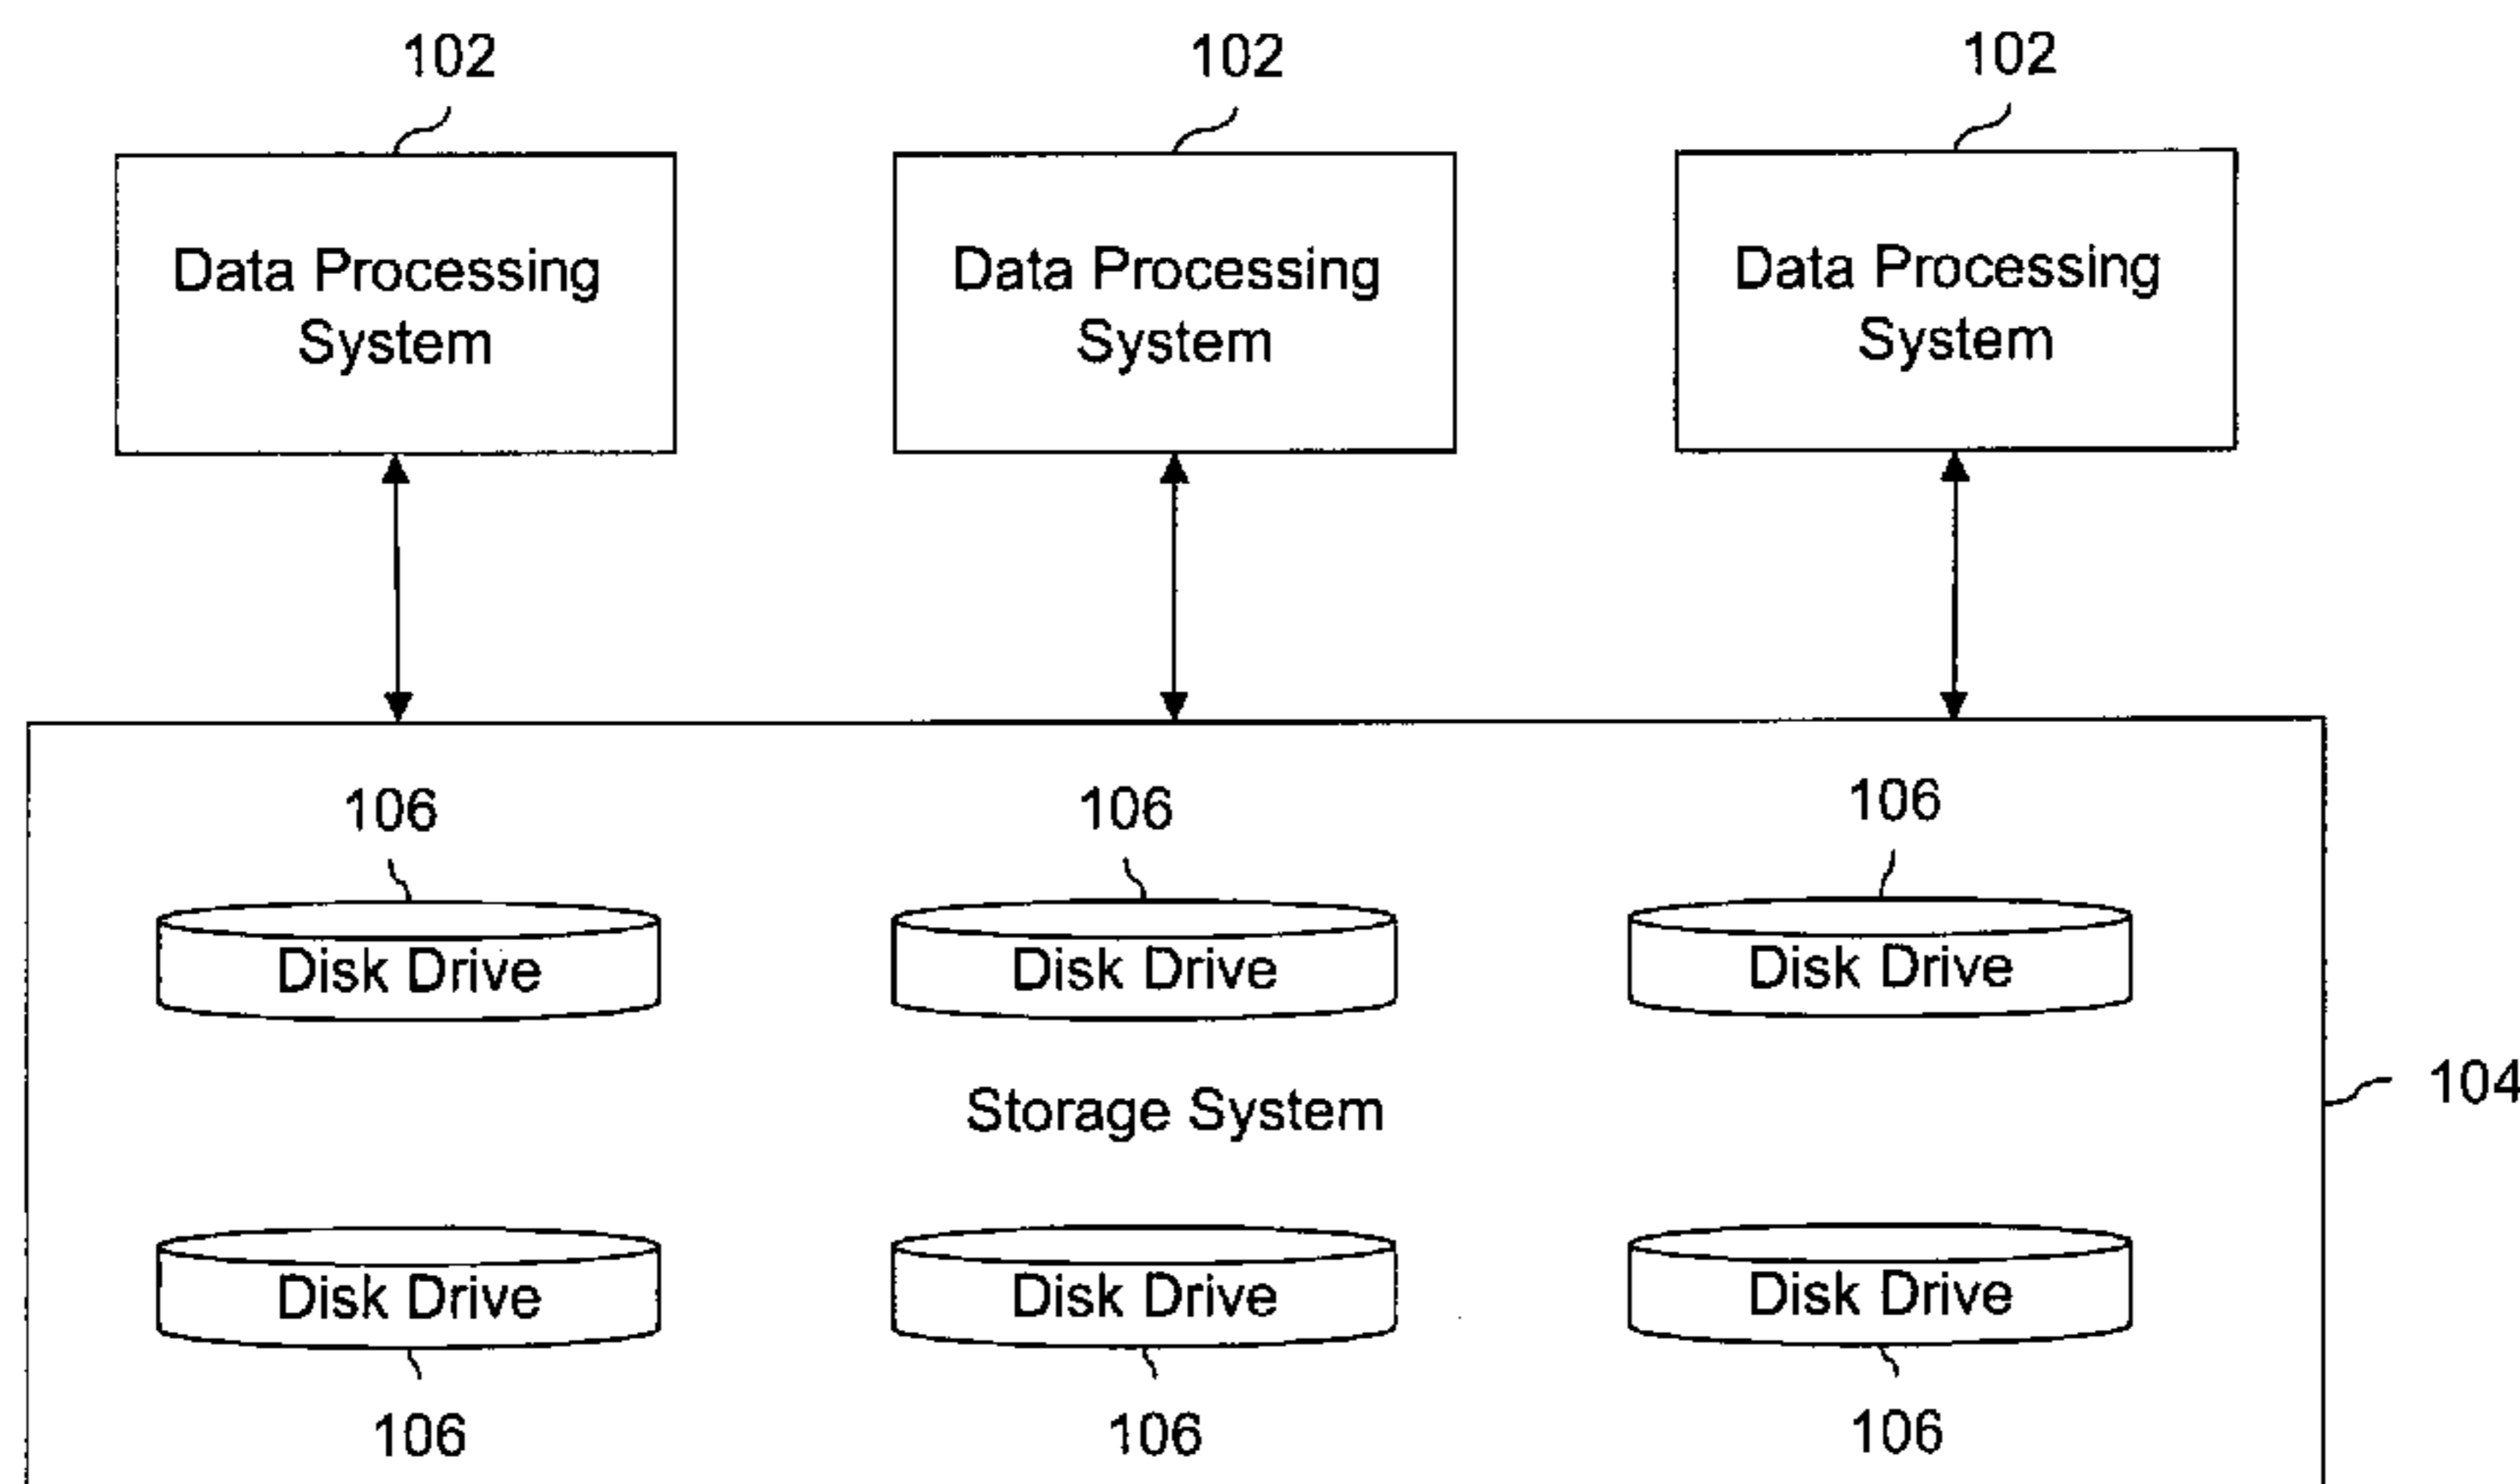 102 102 102
Data Processing Data Processing Data Processing
System System System
106 106 106
Disk Drive Disk Drive Disk Drive
Storage System
104
Disk Drive Disk Drive Disk Drive
106 106 106